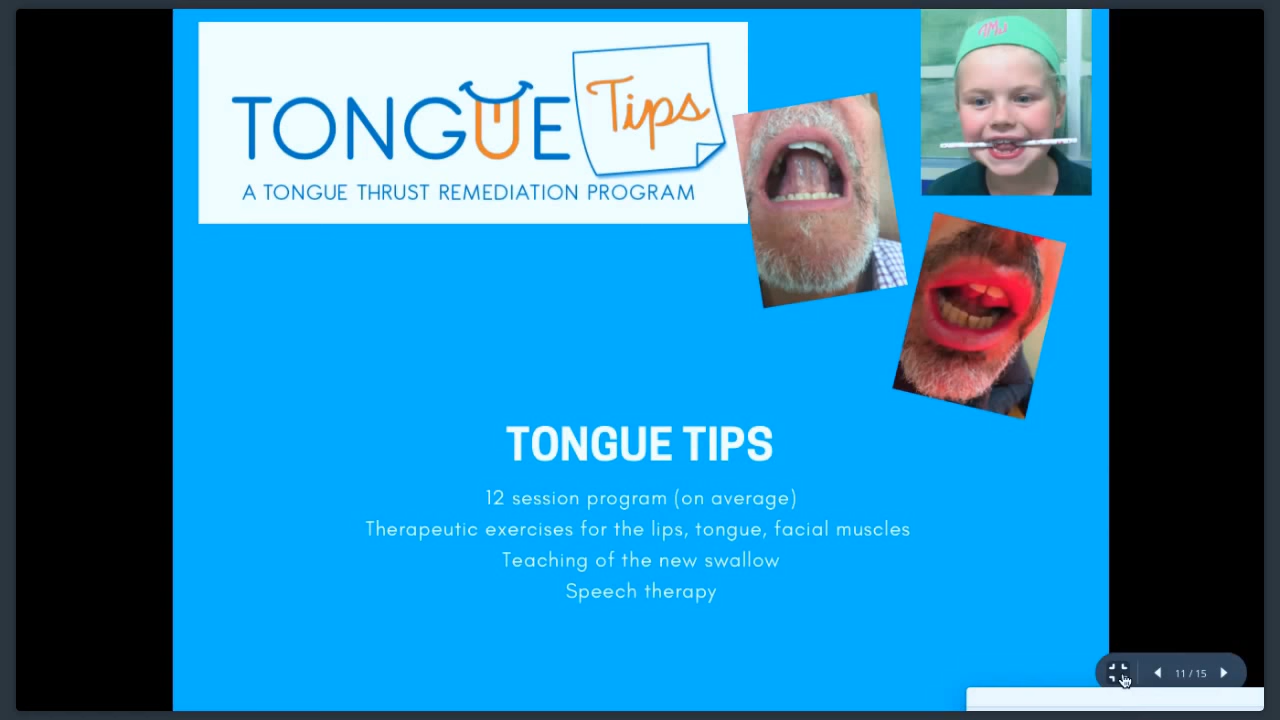 TONGUE Tips
A TONGUE THRUST REMEDIATION PROGRAM
TONGUE TIPS
12 session program (on average)
Therapeutic exercises for the lips, tongue, facial muscles
Teaching of the new swallow
Speech therapy
11 / 15